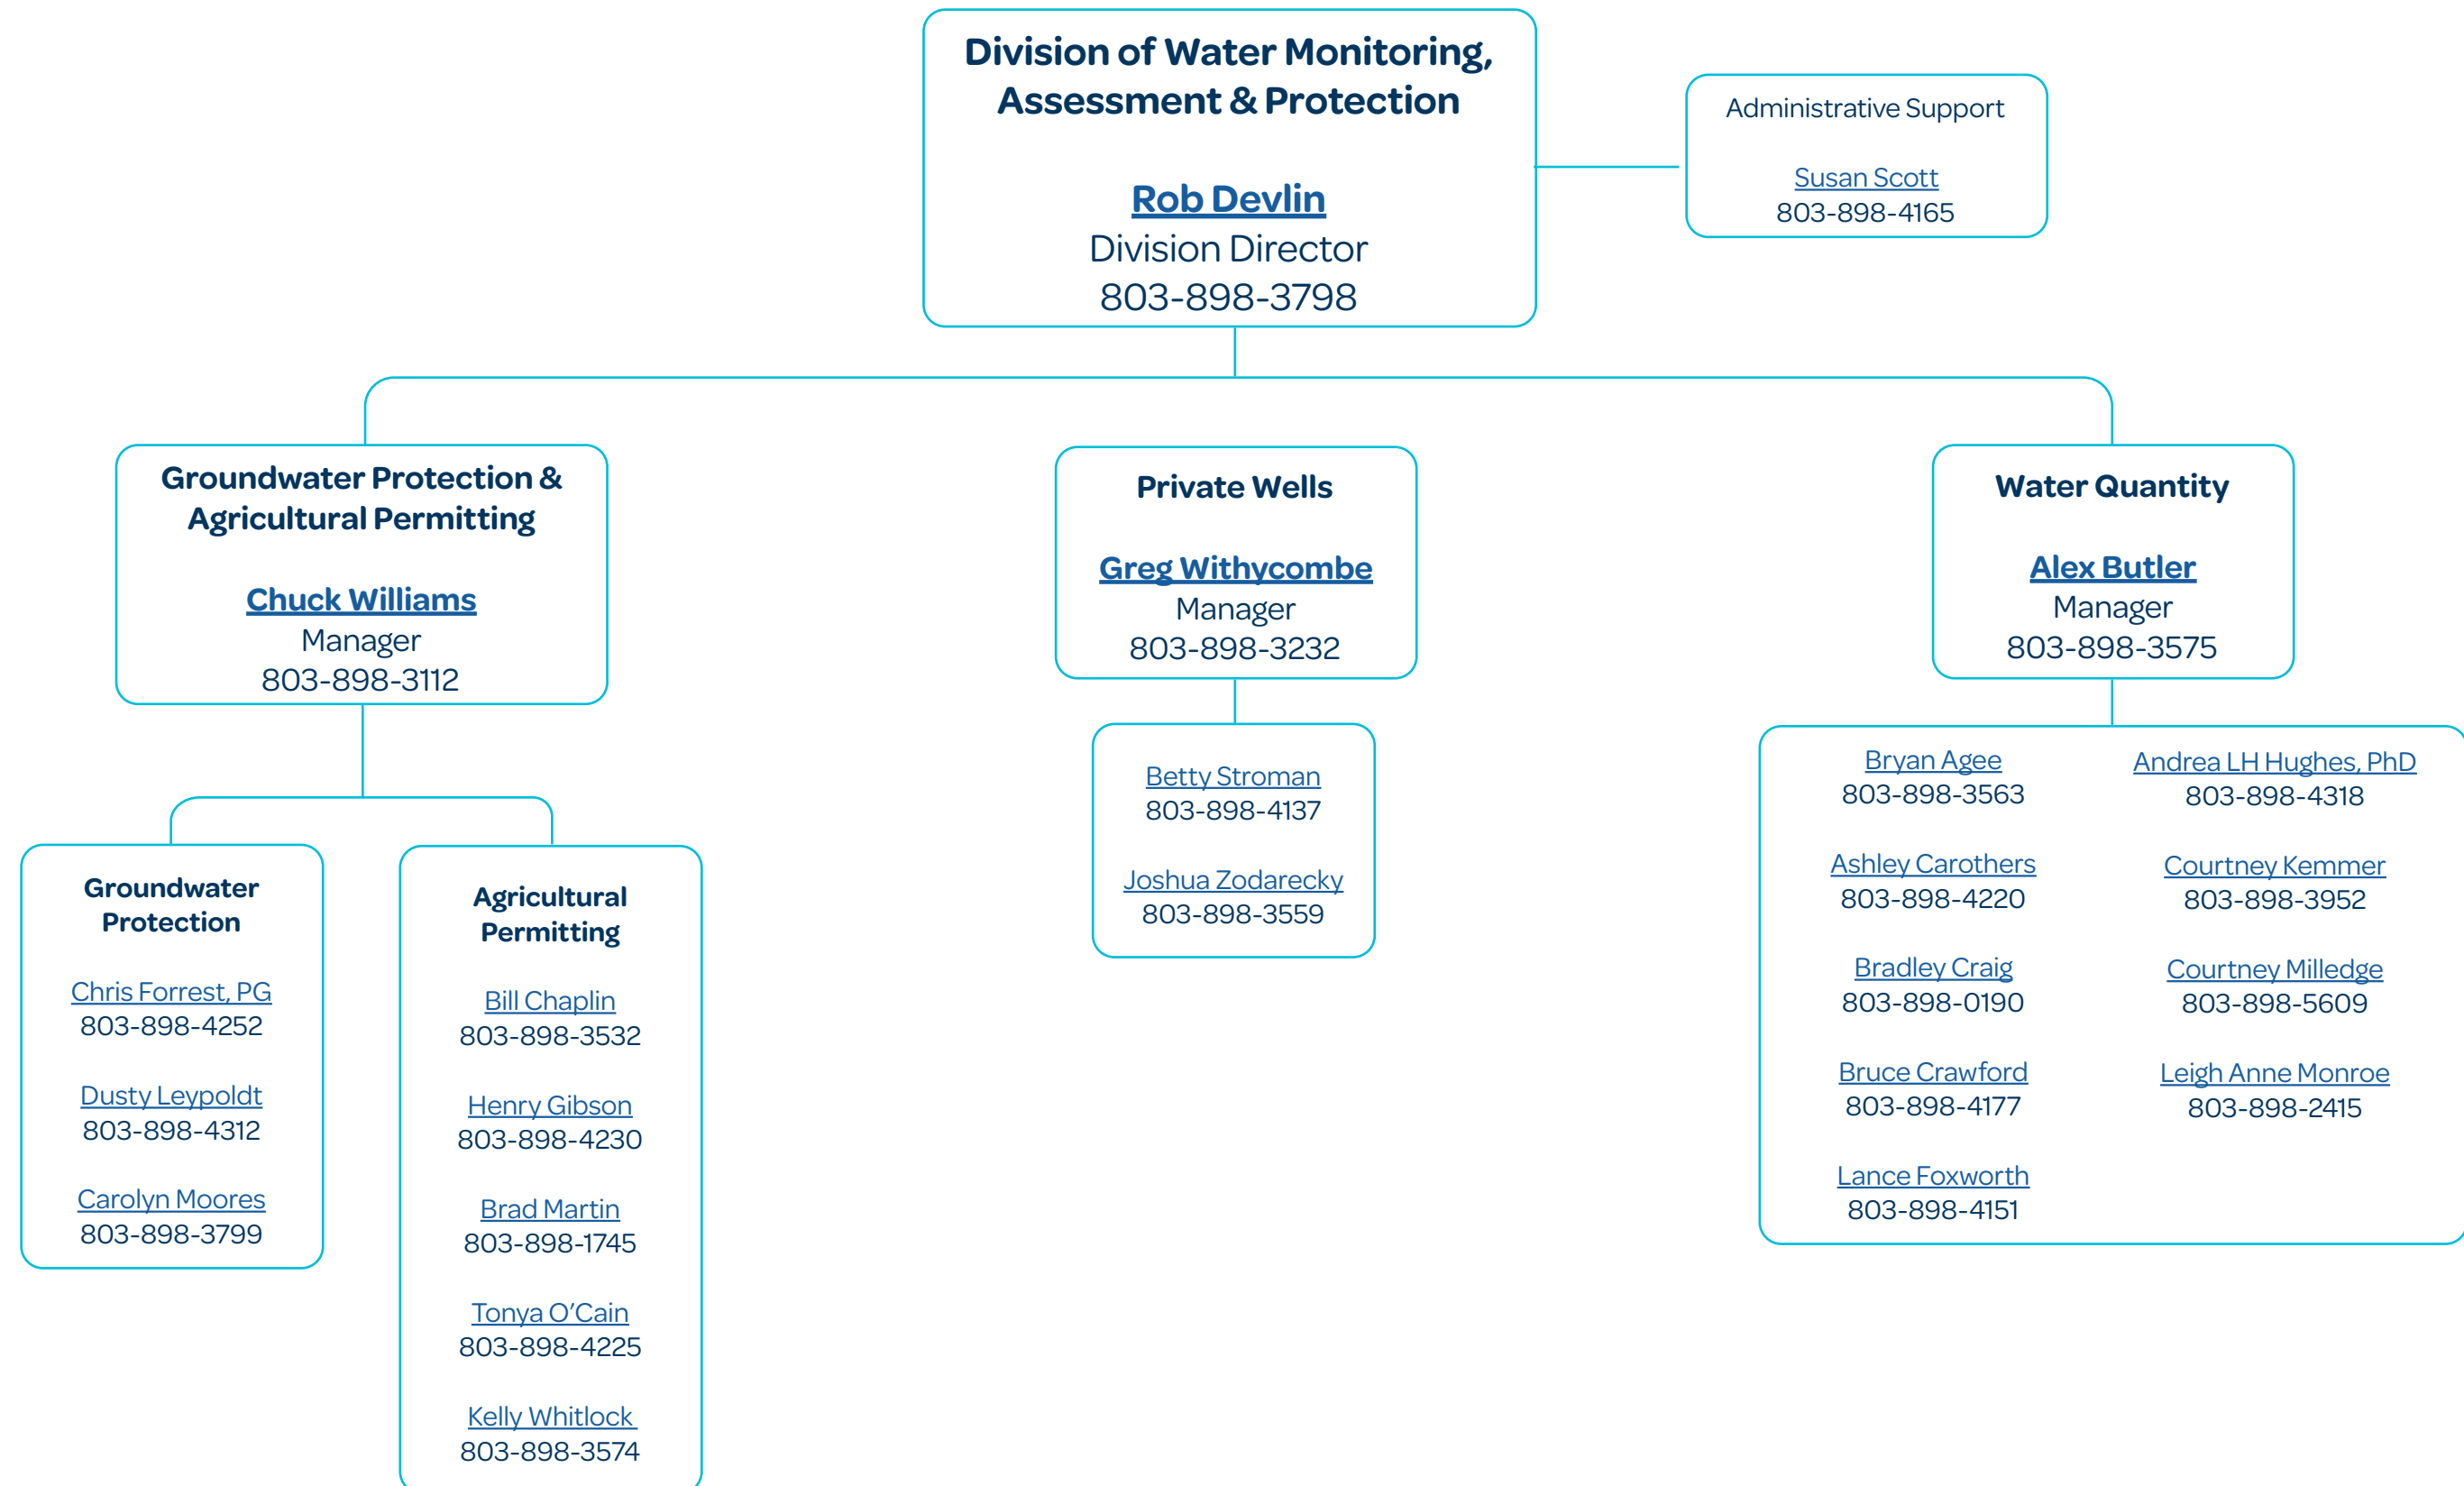 Division of Water Monitoring,
Assessment & Protection
Rob Devlin
Division Director
803-898-3798
Administrative Support
Susan Scott
803-898-4165
Groundwater Protection &
Agricultural Permitting
Chuck Williams
Manager
803-898-3112
Private Wells
Greg Withycombe
Manager
803-898-3232
Water Quantity
Alex Butler
Manager
803-898-3575
Groundwater
Protection
Chris Forrest, PG
803-898-4252
Dusty Leypoldt
803-898-4312
Carolyn Moores
803-898-3799
Agricultural
Permitting
Bill Chaplin
803-898-3532
Henry Gibson
803-898-4230
Brad Martin
803-898-1745
Tonya O’Cain
803-898-4225
Kelly Whitlock
803-898-3574
Betty Stroman
803-898-4137
Joshua Zodarecky
803-898-3559
Bryan Agee
803-898-3563
Ashley Carothers
803-898-4220
Bradley Craig
803-898-0190
Bruce Crawford
803-898-4177
Lance Foxworth
803-898-4151
Andrea LH Hughes, PhD
803-898-4318
Courtney Kemmer
803-898-3952
Courtney Milledge
803-898-5609
Leigh Anne Monroe
803-898-2415